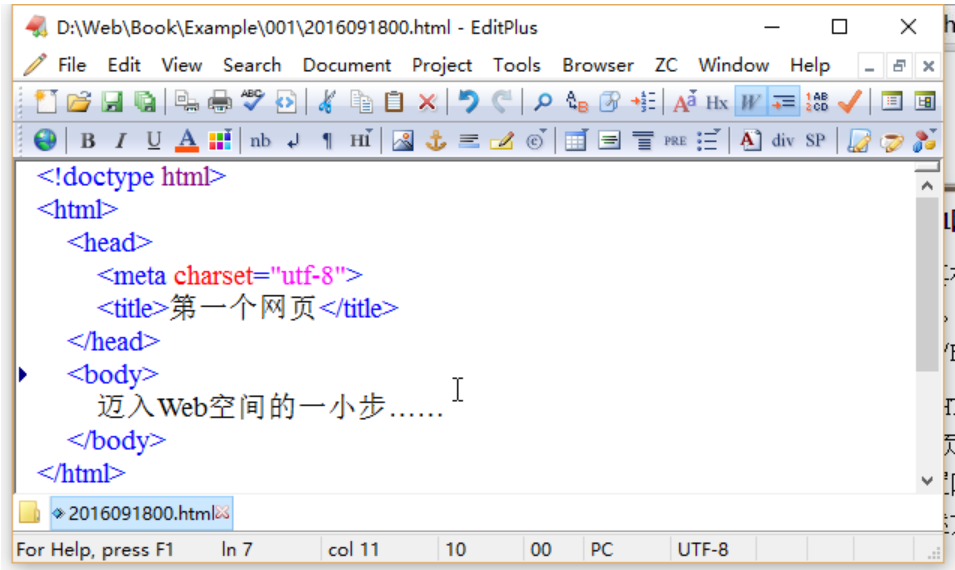 D:\Web\Book\Example\001\2016091800.html - EditPlus
File Edit View Search Document Project Tools Browser ZC Window Help
ABC Hx W
B I U A nb ¶ HI PRE A div SP
<!doctype html>
<html>
<head>
<meta charset="utf-8">
<title>第一个网页</title>
</head>
<body>
迈入Web空间的一小步……
</body>
</html>
2016091800.html
For Help, press F1 ln 7 col 11 10 00 PC UTF-8